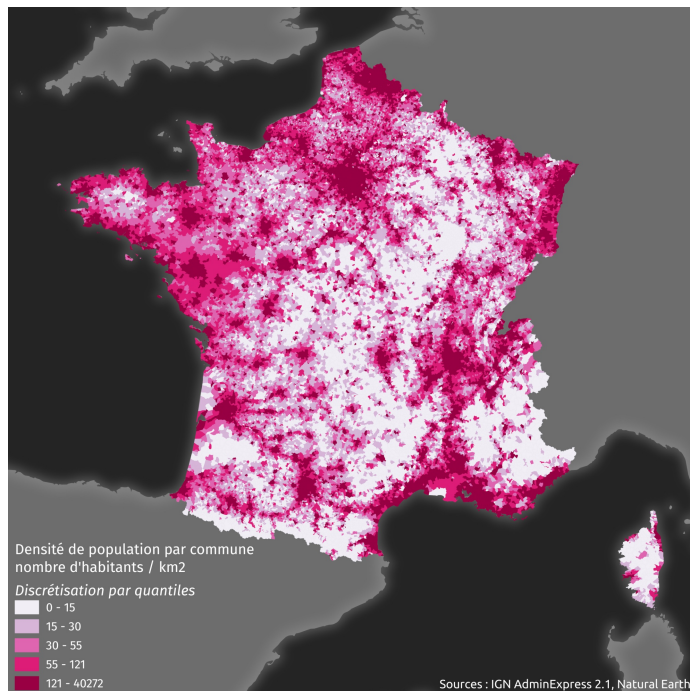 Densité de population par commune
nombre d'habitants / km2
Discrétisation par quantiles
0 - 15
15 - 30
30 - 55
55 - 121
121 - 40272
Sources : IGN AdminExpress 2.1, Natural Earth